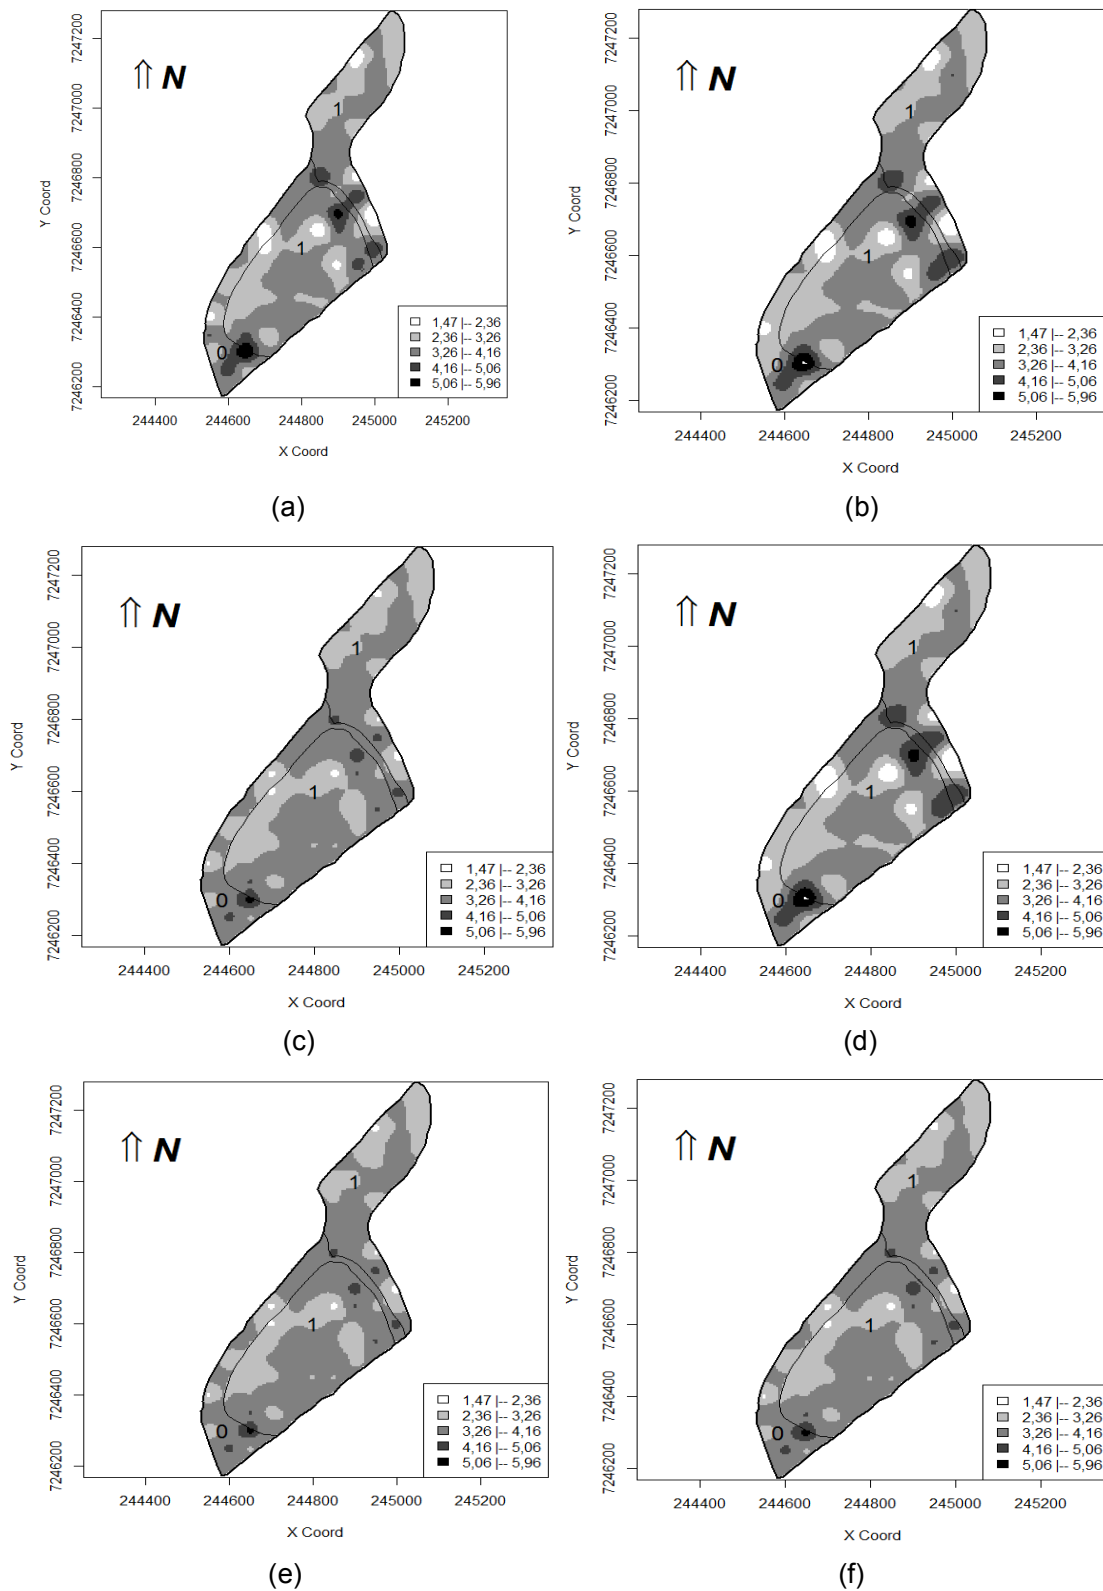 ⇑ N
Y Coord
7246200 7246400 7246600 7246800 7247000 7247200
1
1
0
1,47 |-- 2,36
2,36 |-- 3,26
3,26 |-- 4,16
4,16 |-- 5,06
5,06 |-- 5,96
244400 244600 244800 245000 245200
X Coord
(a)
⇑ N
Y Coord
7246200 7246400 7246600 7246800 7247000 7247200
1
1
0
1,47 |-- 2,36
2,36 |-- 3,26
3,26 |-- 4,16
4,16 |-- 5,06
5,06 |-- 5,96
244400 244600 244800 245000 245200
X Coord
(b)
⇑ N
Y Coord
7246200 7246400 7246600 7246800 7247000 7247200
1
1
0
1,47 |-- 2,36
2,36 |-- 3,26
3,26 |-- 4,16
4,16 |-- 5,06
5,06 |-- 5,96
244400 244600 244800 245000 245200
X Coord
(c)
⇑ N
Y Coord
7246200 7246400 7246600 7246800 7247000 7247200
1
1
0
1,47 |-- 2,36
2,36 |-- 3,26
3,26 |-- 4,16
4,16 |-- 5,06
5,06 |-- 5,96
244400 244600 244800 245000 245200
X Coord
(d)
⇑ N
Y Coord
7246200 7246400 7246600 7246800 7247000 7247200
1
1
0
1,47 |-- 2,36
2,36 |-- 3,26
3,26 |-- 4,16
4,16 |-- 5,06
5,06 |-- 5,96
244400 244600 244800 245000 245200
X Coord
(e)
⇑ N
Y Coord
7246200 7246400 7246600 7246800 7247000 7247200
1
1
0
1,47 |-- 2,36
2,36 |-- 3,26
3,26 |-- 4,16
4,16 |-- 5,06
5,06 |-- 5,96
244400 244600 244800 245000 245200
X Coord
(f)